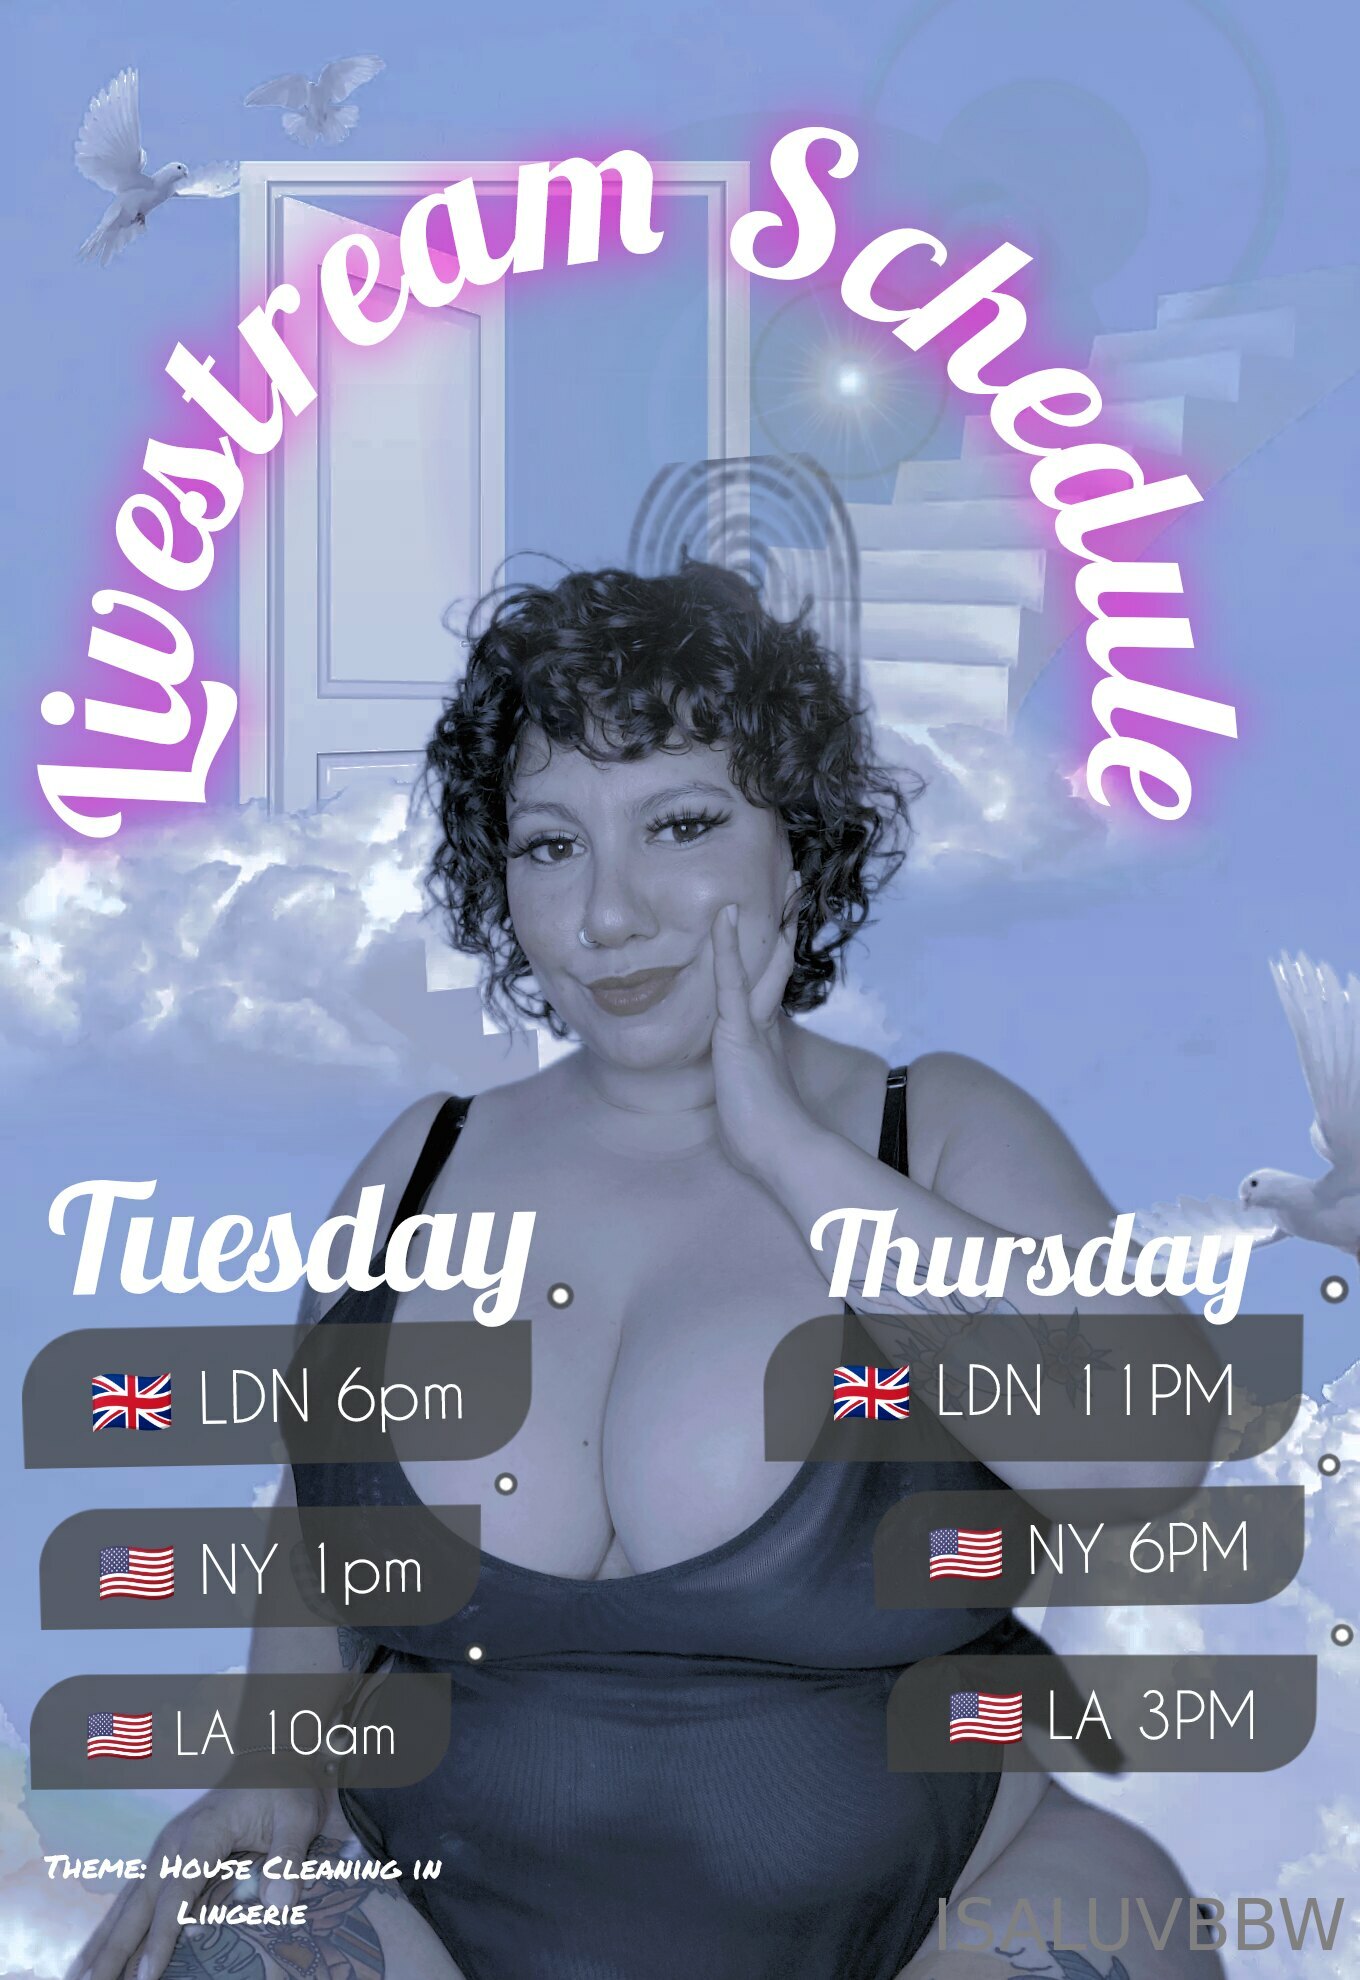 Livestream Schedule
Tuesday
🇬🇧 LDN 6pm
🇺🇸 NY 1pm
🇺🇸 LA 10am
Thursday
🇬🇧 LDN 11PM
🇺🇸 NY 6PM
🇺🇸 LA 3PM
THEME: HOUSE CLEANING IN
LINGERIE
ISALUVBBW